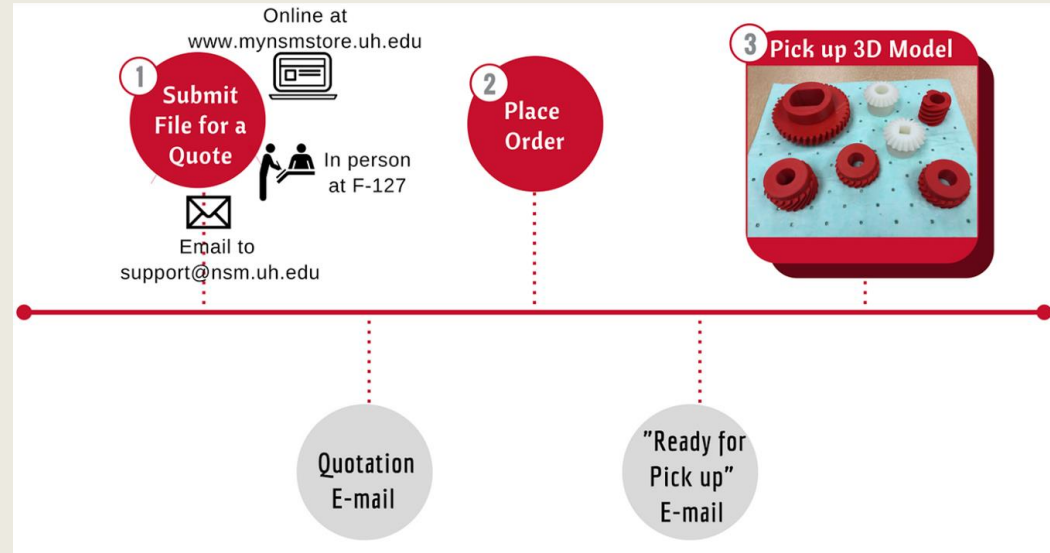 Online at
www.mynsmstore.uh.edu
1
Submit
File for a
Quote
In person
at F-127
Email to
support@nsm.uh.edu
2
Place
Order
3
Pick up 3D Model
Quotation
E-mail
"Ready for
Pick up"
E-mail